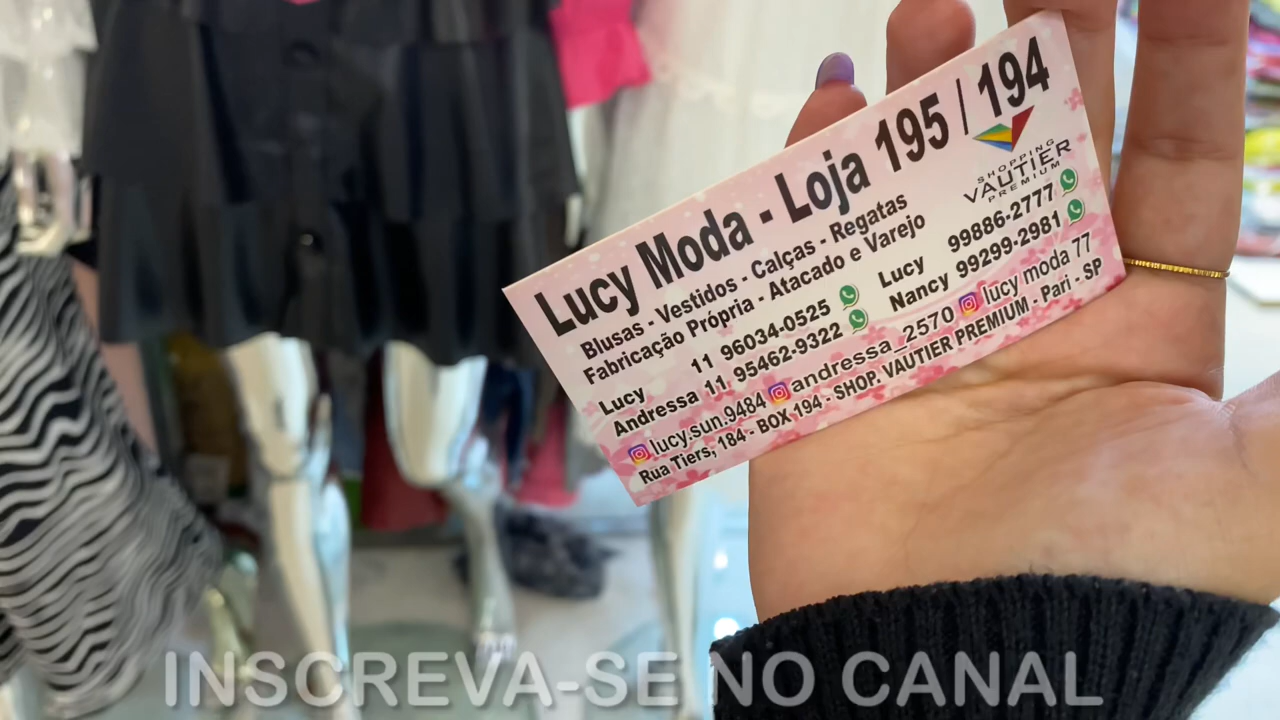 Lucy Moda - Loja 195 / 194
SHOPPING
VAUTIER
PREMIUM
Blusas - Vestidos - Calças - Regatas
Fabricação Própria - Atacado e Varejo
Lucy 11 96034-0525 Lucy 99886-2777
Andressa 11 95462-9322 Nancy 99299-2981
lucy.sun.9484 andressa_2570 lucy moda 77
Rua Tiers, 184 - BOX 194 - SHOP. VAUTIER PREMIUM - Pari - SP
INSCREVA-SE NO CANAL